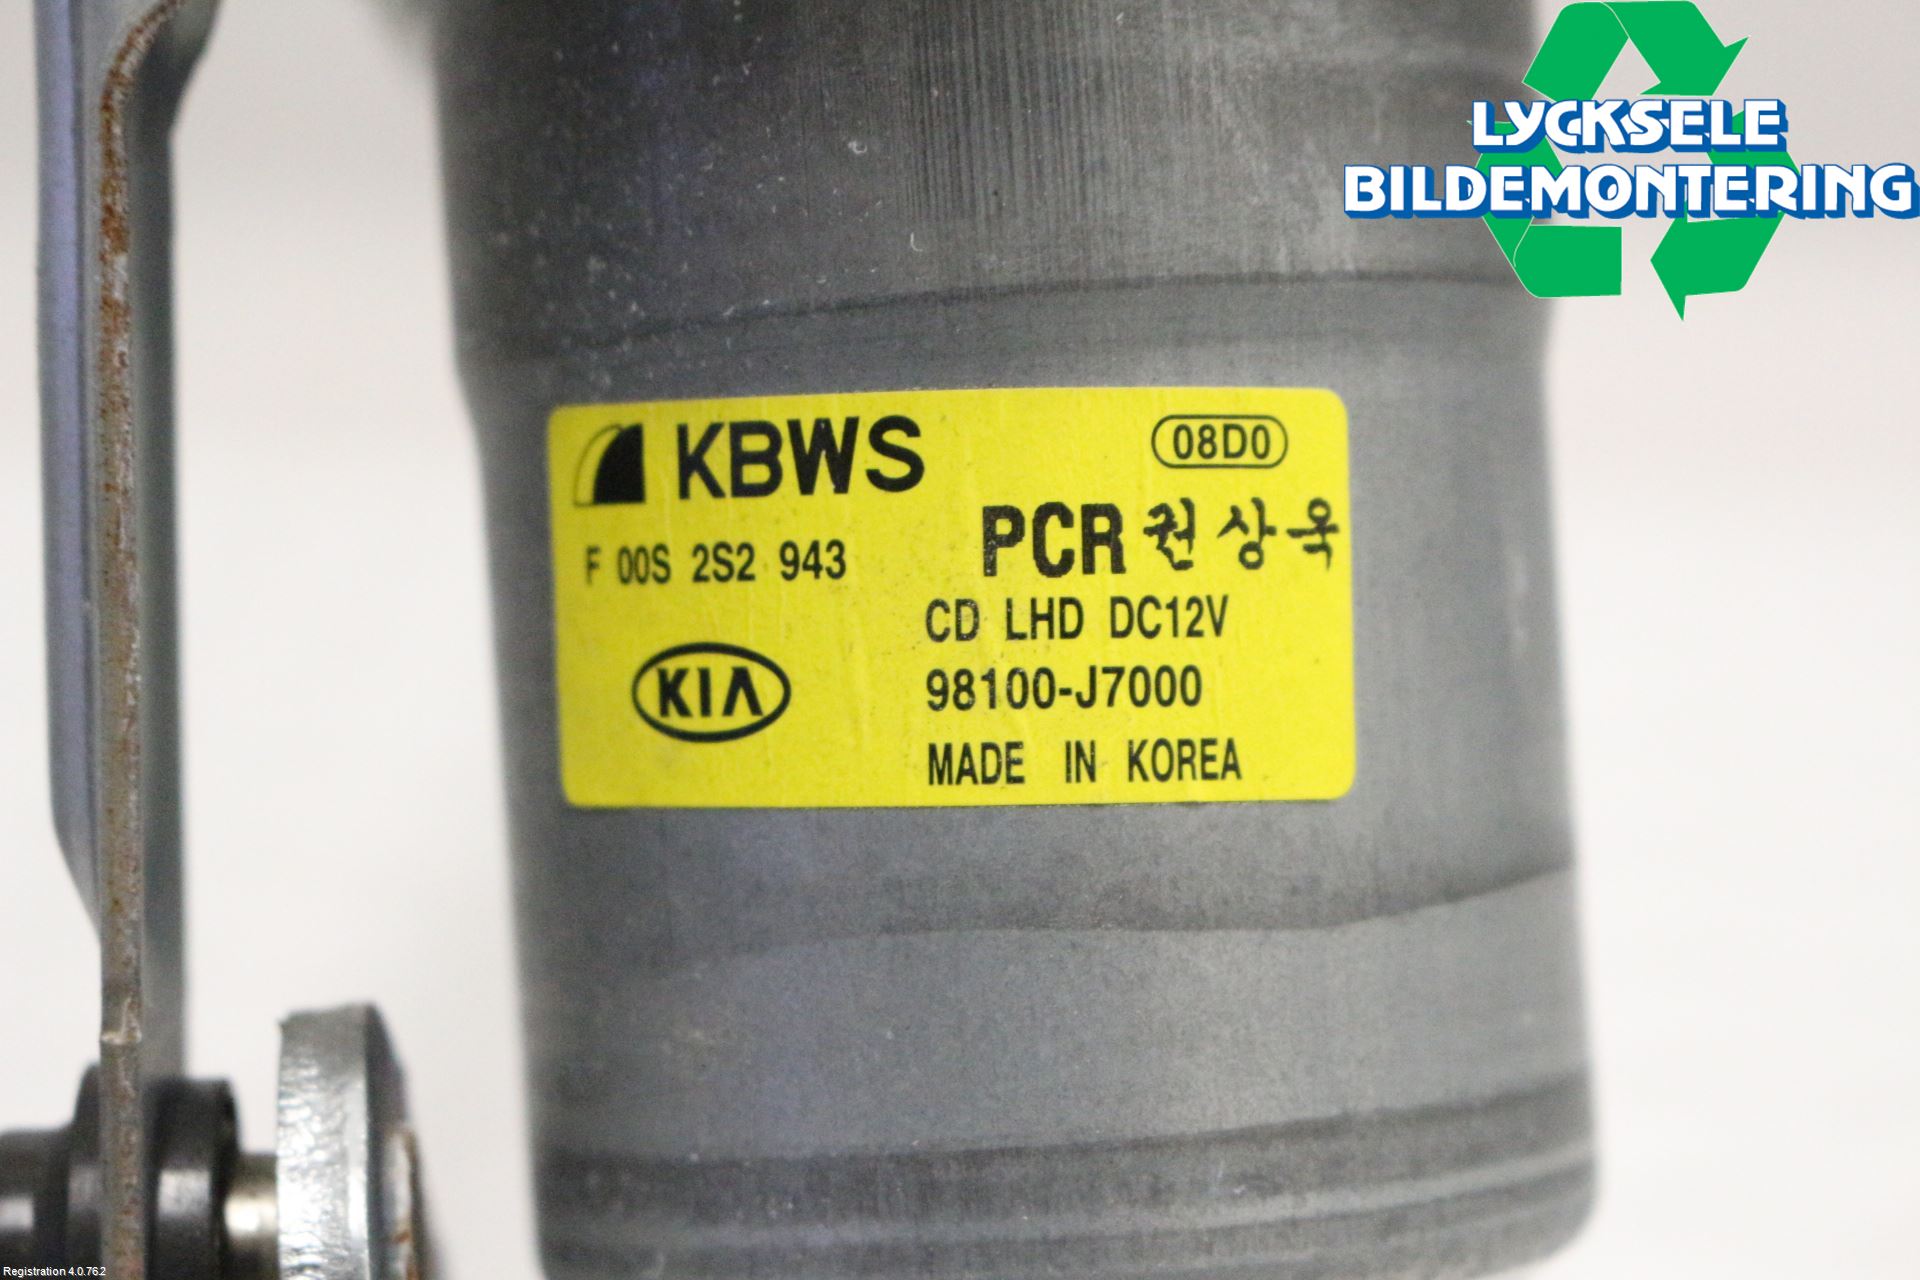 LYCKSELE
BILDEMONTERING
KBWS
08D0
F 00S 2S2 943
PCR 권상욱
CD LHD DC12V
KIA
98100-J7000
MADE IN KOREA
Registration 4.0.76.2